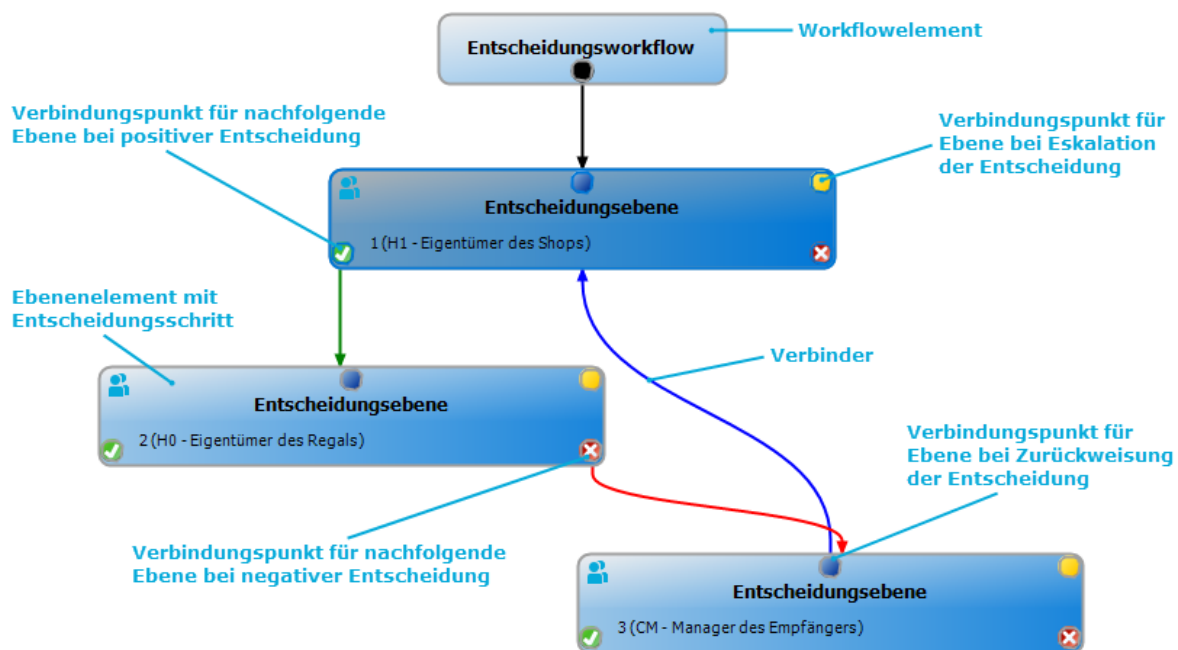 Entscheidungsworkflow
Workflowelement
Verbindungspunkt für nachfolgende
Ebene bei positiver Entscheidung
Verbindungspunkt für
Ebene bei Eskalation
der Entscheidung
Entscheidungsebene
1 (H1 - Eigentümer des Shops)
Ebenenelement mit
Entscheidungsschritt
Verbinder
Entscheidungsebene
2 (H0 - Eigentümer des Regals)
Verbindungspunkt für
Ebene bei Zurückweisung
der Entscheidung
Verbindungspunkt für nachfolgende
Ebene bei negativer Entscheidung
Entscheidungsebene
3 (CM - Manager des Empfängers)